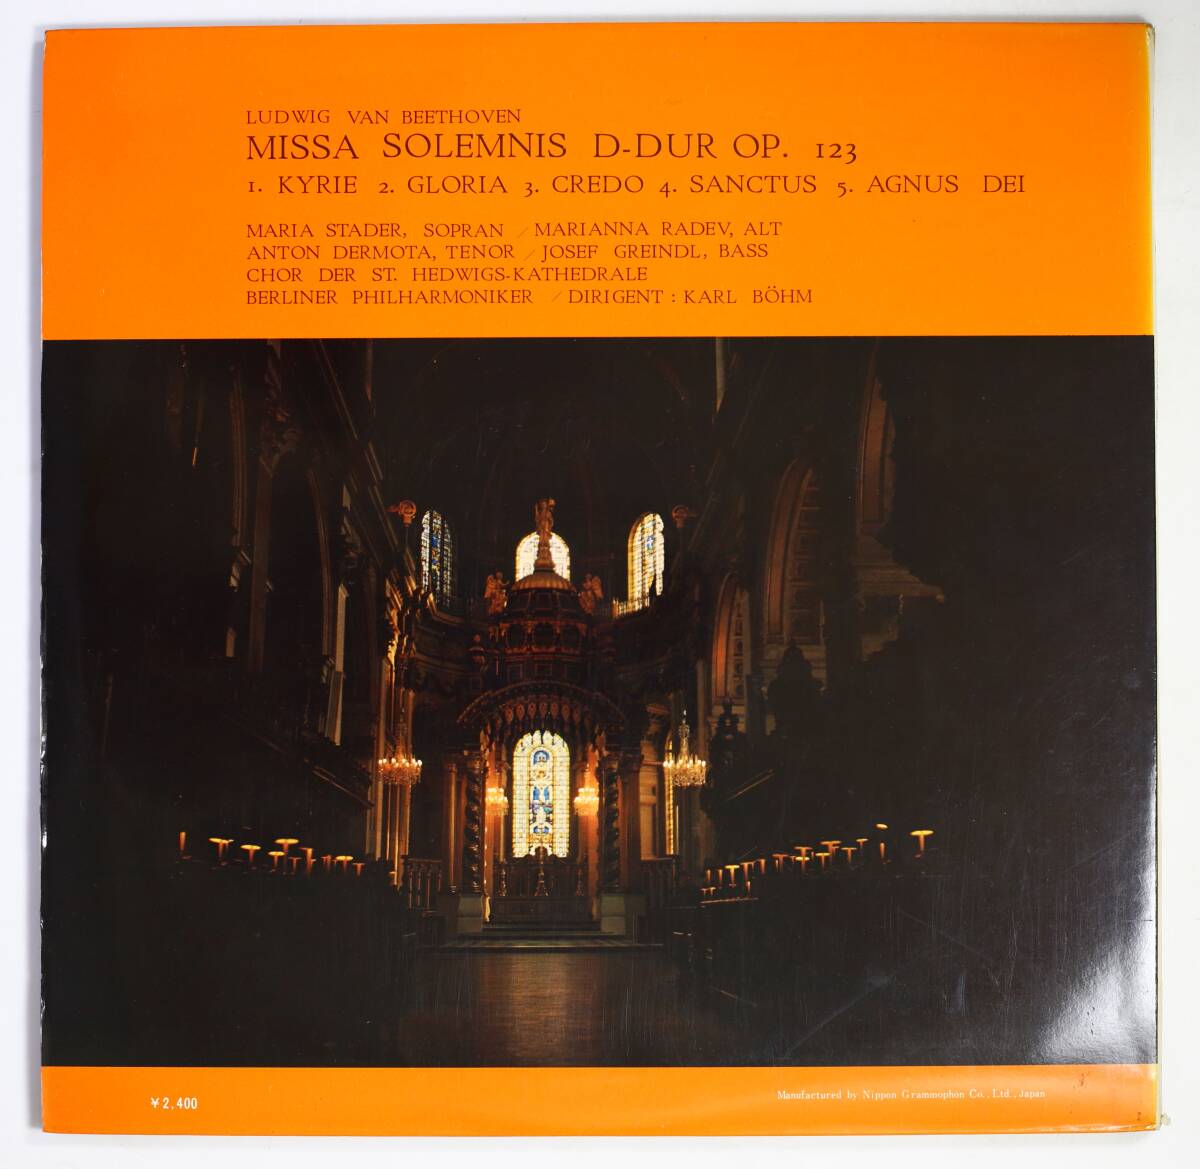 LUDWIG VAN BEETHOVEN
MISSA SOLEMNIS D-DUR OP. 123
1. KYRIE 2. GLORIA 3. CREDO 4. SANCTUS 5. AGNUS DEI
MARIA STADER, SOPRAN / MARIANNA RADEV, ALT
ANTON DERMOTA, TENOR / JOSEF GREINDL, BASS
CHOR DER ST. HEDWIGS-KATHEDRALE
BERLINER PHILHARMONIKER / DIRIGENT : KARL BÖHM
¥2,400
Manufactured by Nippon Grammophon Co., Ltd., Japan